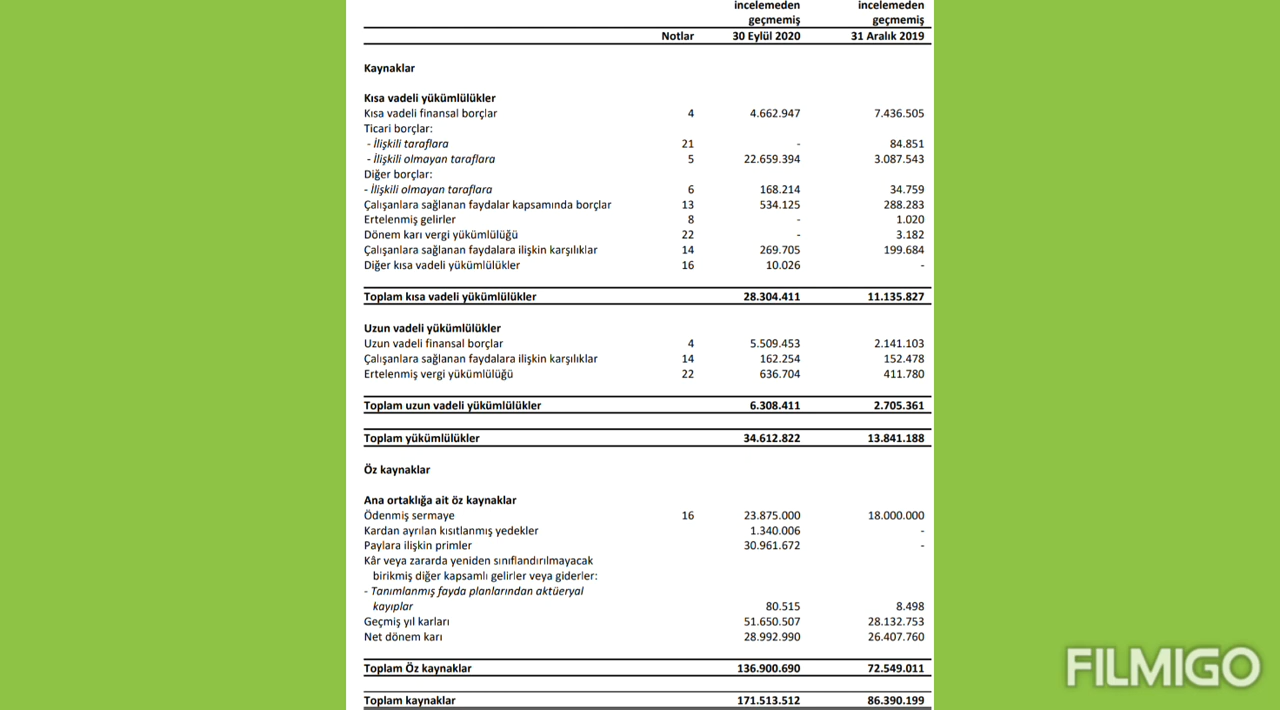 incelemeden incelemeden
geçmemiş geçmemiş
Notlar 30 Eylül 2020 31 Aralık 2019
Kaynaklar
Kısa vadeli yükümlülükler
Kısa vadeli finansal borçlar 4 4.662.947 7.436.505
Ticari borçlar:
- İlişkili taraflara 21 - 84.851
- İlişkili olmayan taraflara 5 22.659.394 3.087.543
Diğer borçlar:
- İlişkili olmayan taraflara 6 168.214 34.759
Çalışanlara sağlanan faydalar kapsamında borçlar 13 534.125 288.283
Ertelenmiş gelirler 8 - 1.020
Dönem karı vergi yükümlülüğü 22 - 3.182
Çalışanlara sağlanan faydalara ilişkin karşılıklar 14 269.705 199.684
Diğer kısa vadeli yükümlülükler 16 10.026 -
Toplam kısa vadeli yükümlülükler 28.304.411 11.135.827
Uzun vadeli yükümlülükler
Uzun vadeli finansal borçlar 4 5.509.453 2.141.103
Çalışanlara sağlanan faydalara ilişkin karşılıklar 14 162.254 152.478
Ertelenmiş vergi yükümlülüğü 22 636.704 411.780
Toplam uzun vadeli yükümlülükler 6.308.411 2.705.361
Toplam yükümlülükler 34.612.822 13.841.188
Öz kaynaklar
Ana ortaklığa ait öz kaynaklar
Ödenmiş sermaye 16 23.875.000 18.000.000
Kardan ayrılan kısıtlanmış yedekler 1.340.006 -
Paylara ilişkin primler 30.961.672 -
Kâr veya zararda yeniden sınıflandırılmayacak
birikmiş diğer kapsamlı gelirler veya giderler:
- Tanımlanmış fayda planlarından aktüeryal
kayıplar 80.515 8.498
Geçmiş yıl karları 51.650.507 28.132.753
Net dönem karı 28.992.990 26.407.760
Toplam Öz kaynaklar 136.900.690 72.549.011
Toplam kaynaklar 171.513.512 86.390.199
FILMIGO